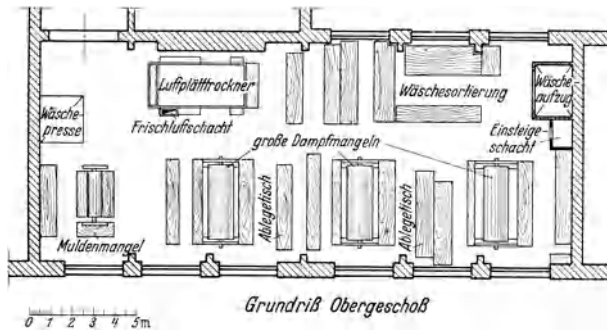 Luftplätttrockner
Wäschesortierung
Wäsche-
aufzug
Wäsche-
presse
Frischluftschacht
Einsteige-
schacht
große Dampfmangeln
Ablegetisch
Ablegetisch
Muldenmangel
Grundriß Obergeschoß
0 1 2 3 4 5m